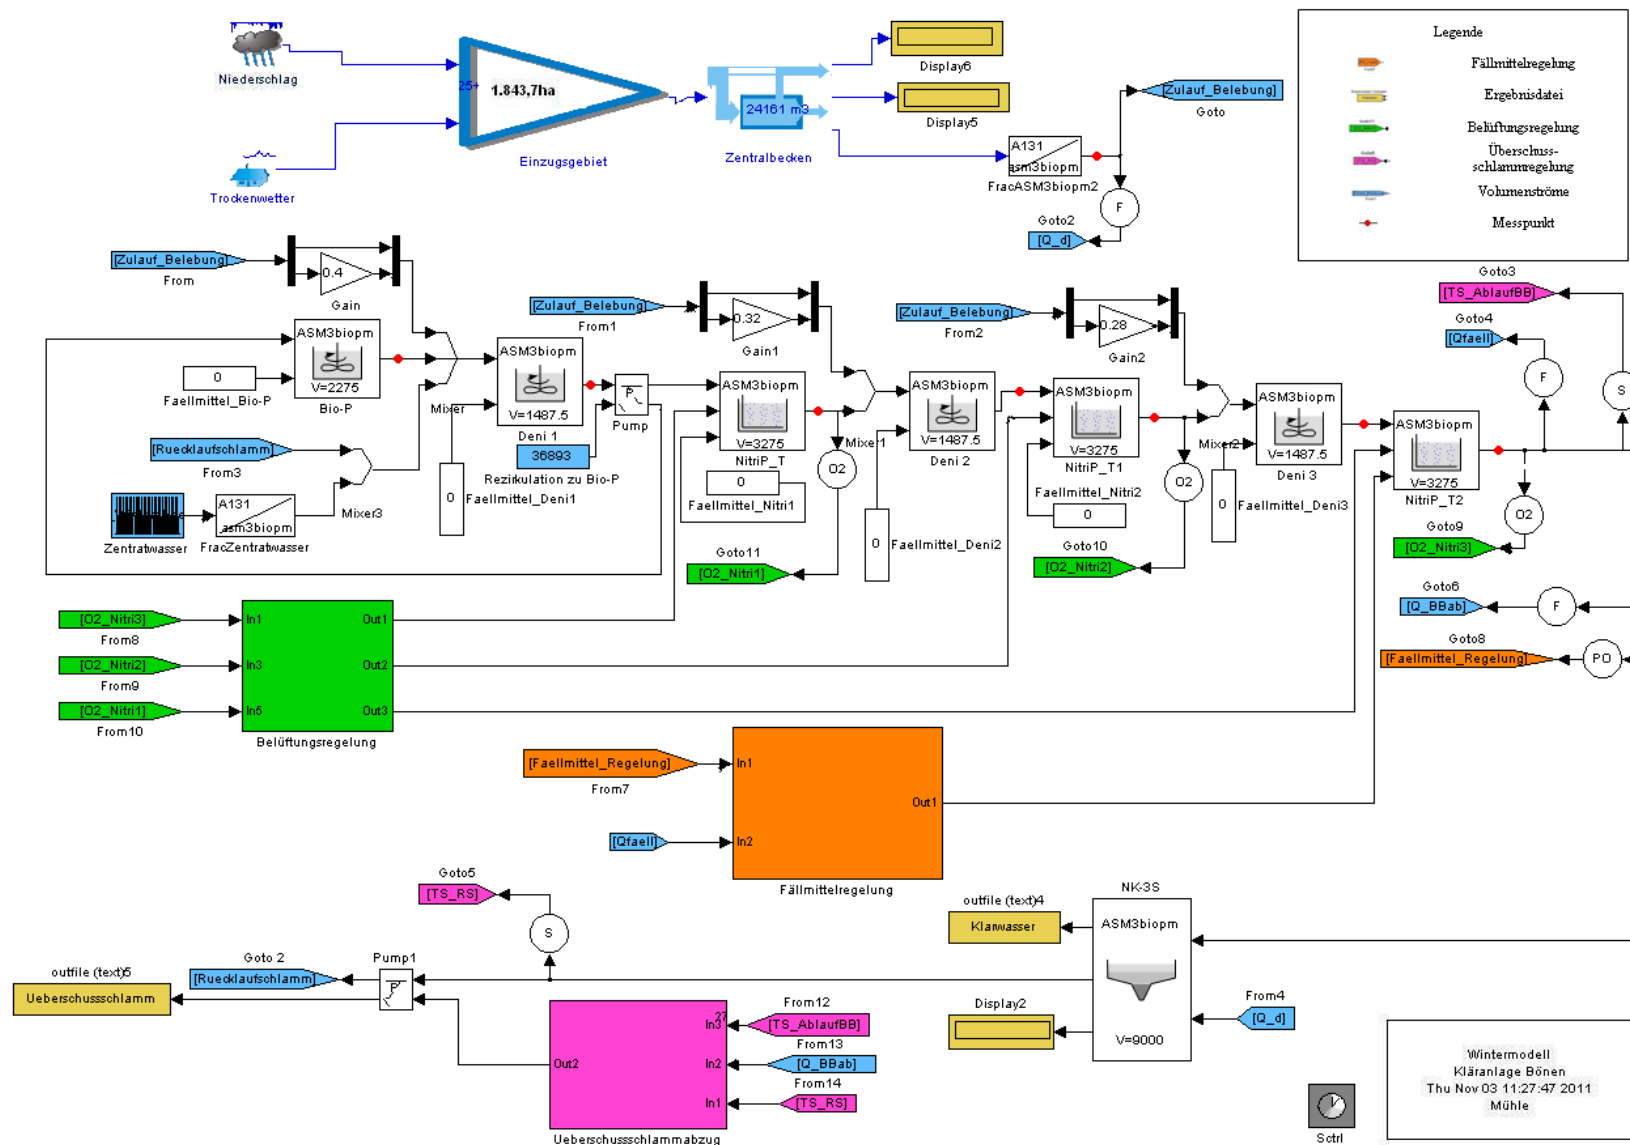 Niederschlag
Trockenwetter
25+
1.843,7ha
Einzugsgebiet
24161 m3
Zentralbecken
Display6
Display5
A131
asm3biopm
FracASM3biopm2
[Zulauf_Belebung]
Goto
F
Goto2
[Q_d]
Legende
Fällmittelregelung
Ergebnisdatei
Belüftungsregelung
Überschuss-
schlammregelung
Volumenströme
Messpunkt
[Zulauf_Belebung]
From
0.4
Gain
ASM3biopm
V=2275
Bio-P
0
Faellmittel_Bio-P
Mixer
[Ruecklaufschlamm]
From3
Zentratwasser
A131
asm3biopm
FracZentratwasser
Mixer3
0
Faellmittel_Deni1
ASM3biopm
V=1487.5
Deni 1
P
Pump
36893
Rezirkulation zu Bio-P
[Zulauf_Belebung]
From1
0.32
Gain1
ASM3biopm
V=3275
NitriP_T
0
Faellmittel_Nitri1
Mixer1
O2
Goto11
[O2_Nitri1]
[Zulauf_Belebung]
From2
0.28
Gain2
ASM3biopm
V=1487.5
Deni 2
0
Faellmittel_Deni2
ASM3biopm
V=3275
NitriP_T1
Faellmittel_Nitri2
0
Mixer2
O2
Goto10
[O2_Nitri2]
ASM3biopm
V=1487.5
Deni 3
0
Faellmittel_Deni3
ASM3biopm
V=3275
NitriP_T2
Goto3
[TS_AblaufBB]
Goto4
[Qfaell]
F
S
O2
Goto9
[O2_Nitri3]
Goto6
[Q_BBab]
F
Goto8
[Faellmittel_Regelung]
PO
[O2_Nitri3]
From8
[O2_Nitri2]
From9
[O2_Nitri1]
From10
In1
In3
In5
Out1
Out2
Out3
Belüftungsregelung
[Faellmittel_Regelung]
From7
[Qfaell]
In1
In2
Out1
Fällmittelregelung
Goto5
[TS_RS]
S
outfile (text)5
Ueberschussschlamm
Goto 2
[Ruecklaufschlamm]
Pump1
P
Out2
27
In3
In2
In1
Ueberschussschlammabzug
From12
[TS_AblaufBB]
From13
[Q_BBab]
From14
[TS_RS]
outfile (text)4
Klarwasser
Display2
NK-3S
ASM3biopm
V=9000
From4
[Q_d]
Sctrl
Wintermodell
Kläranlage Bönen
Thu Nov 03 11:27:47 2011
Mühle